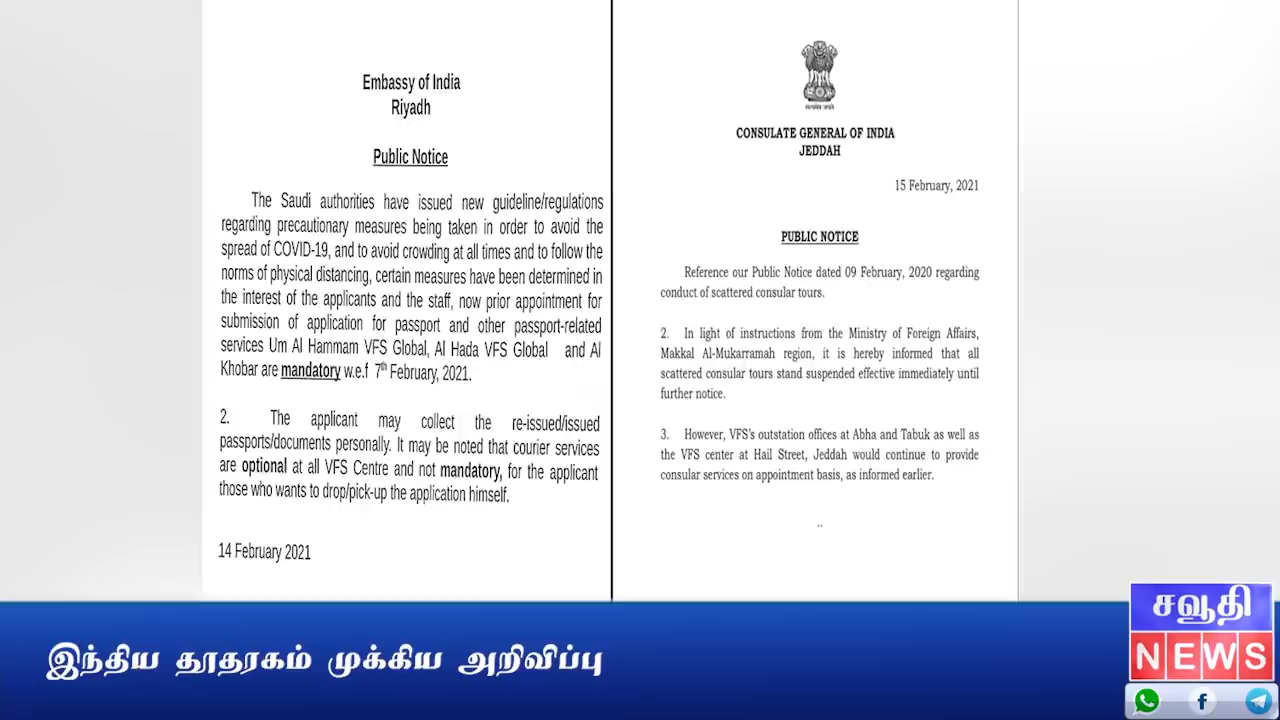 Embassy of India
Riyadh
Public Notice
The Saudi authorities have issued new guideline/regulations
regarding precautionary measures being taken in order to avoid the
spread of COVID-19, and to avoid crowding at all times and to follow the
norms of physical distancing, certain measures have been determined in
the interest of the applicants and the staff, now prior appointment for
submission of application for passport and other passport-related
services Um Al Hammam VFS Global, Al Hada VFS Global and Al
Khobar are mandatory w.e.f 7th February, 2021.
2. The applicant may collect the re-issued/issued
passports/documents personally. It may be noted that courier services
are optional at all VFS Centre and not mandatory, for the applicant
those who wants to drop/pick-up the application himself.
14 February 2021
CONSULATE GENERAL OF INDIA
JEDDAH
15 February, 2021
PUBLIC NOTICE
Reference our Public Notice dated 09 February, 2020 regarding
conduct of scattered consular tours.
2. In light of instructions from the Ministry of Foreign Affairs,
Makkal Al-Mukarramah region, it is hereby informed that all
scattered consular tours stand suspended effective immediately until
further notice.
3. However, VFS's outstation offices at Abha and Tabuk as well as
the VFS center at Hail Street, Jeddah would continue to provide
consular services on appointment basis, as informed earlier.
..
இந்திய தூதரகம் முக்கிய அறிவிப்பு
சவூதி
NEWS